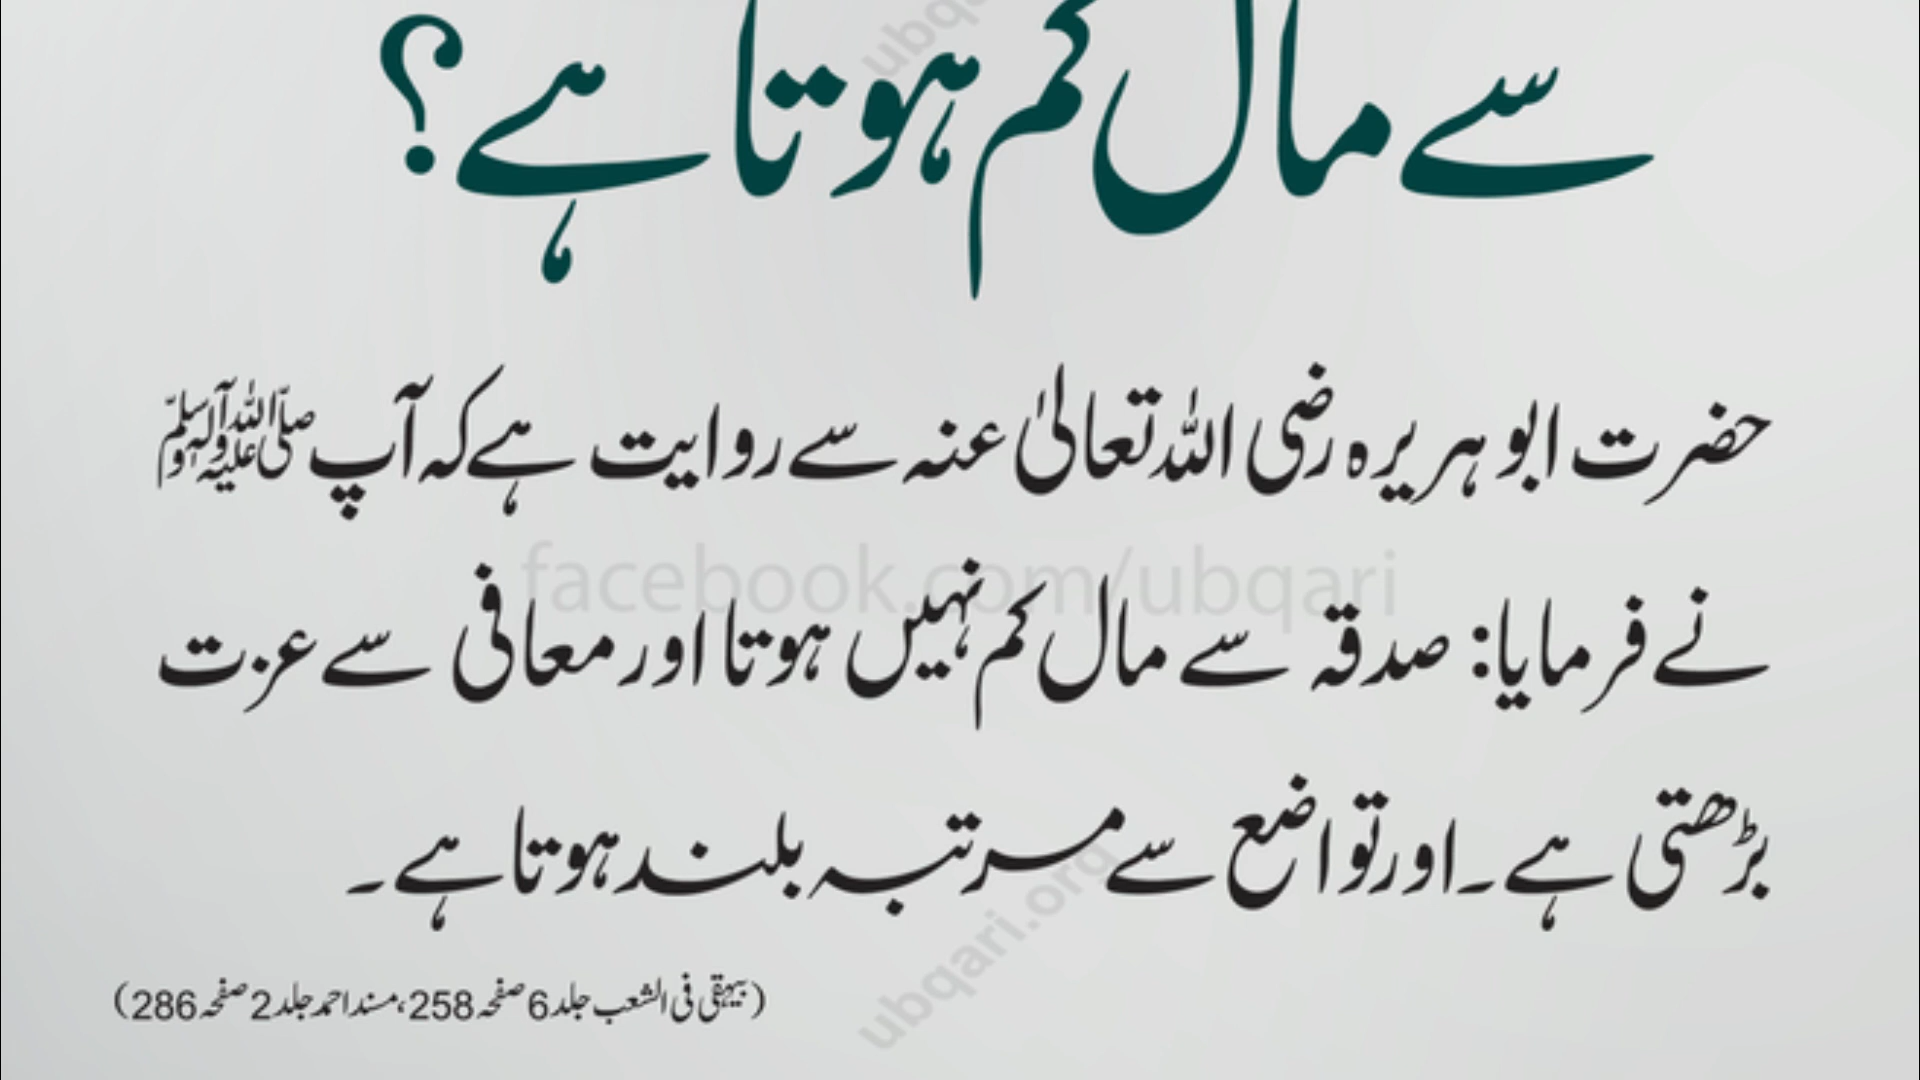 سے مال کم ہوتا ہے؟
حضرت ابو ہریرہ رضی اللہ تعالیٰ عنہ سے روایت ہے کہ آپ صلی اللہ علیہ وآلہ وسلم
نے فرمایا: صدقہ سے مال کم نہیں ہوتا اور معافی سے عزت
بڑھتی ہے۔ اور تواضع سے مرتبہ بلند ہوتا ہے۔
(بیہقی فی الشعب جلد 6 صفحہ 258، مسند احمد جلد 2 صفحہ 286)
facebook.com/ubqari
ubqari.org